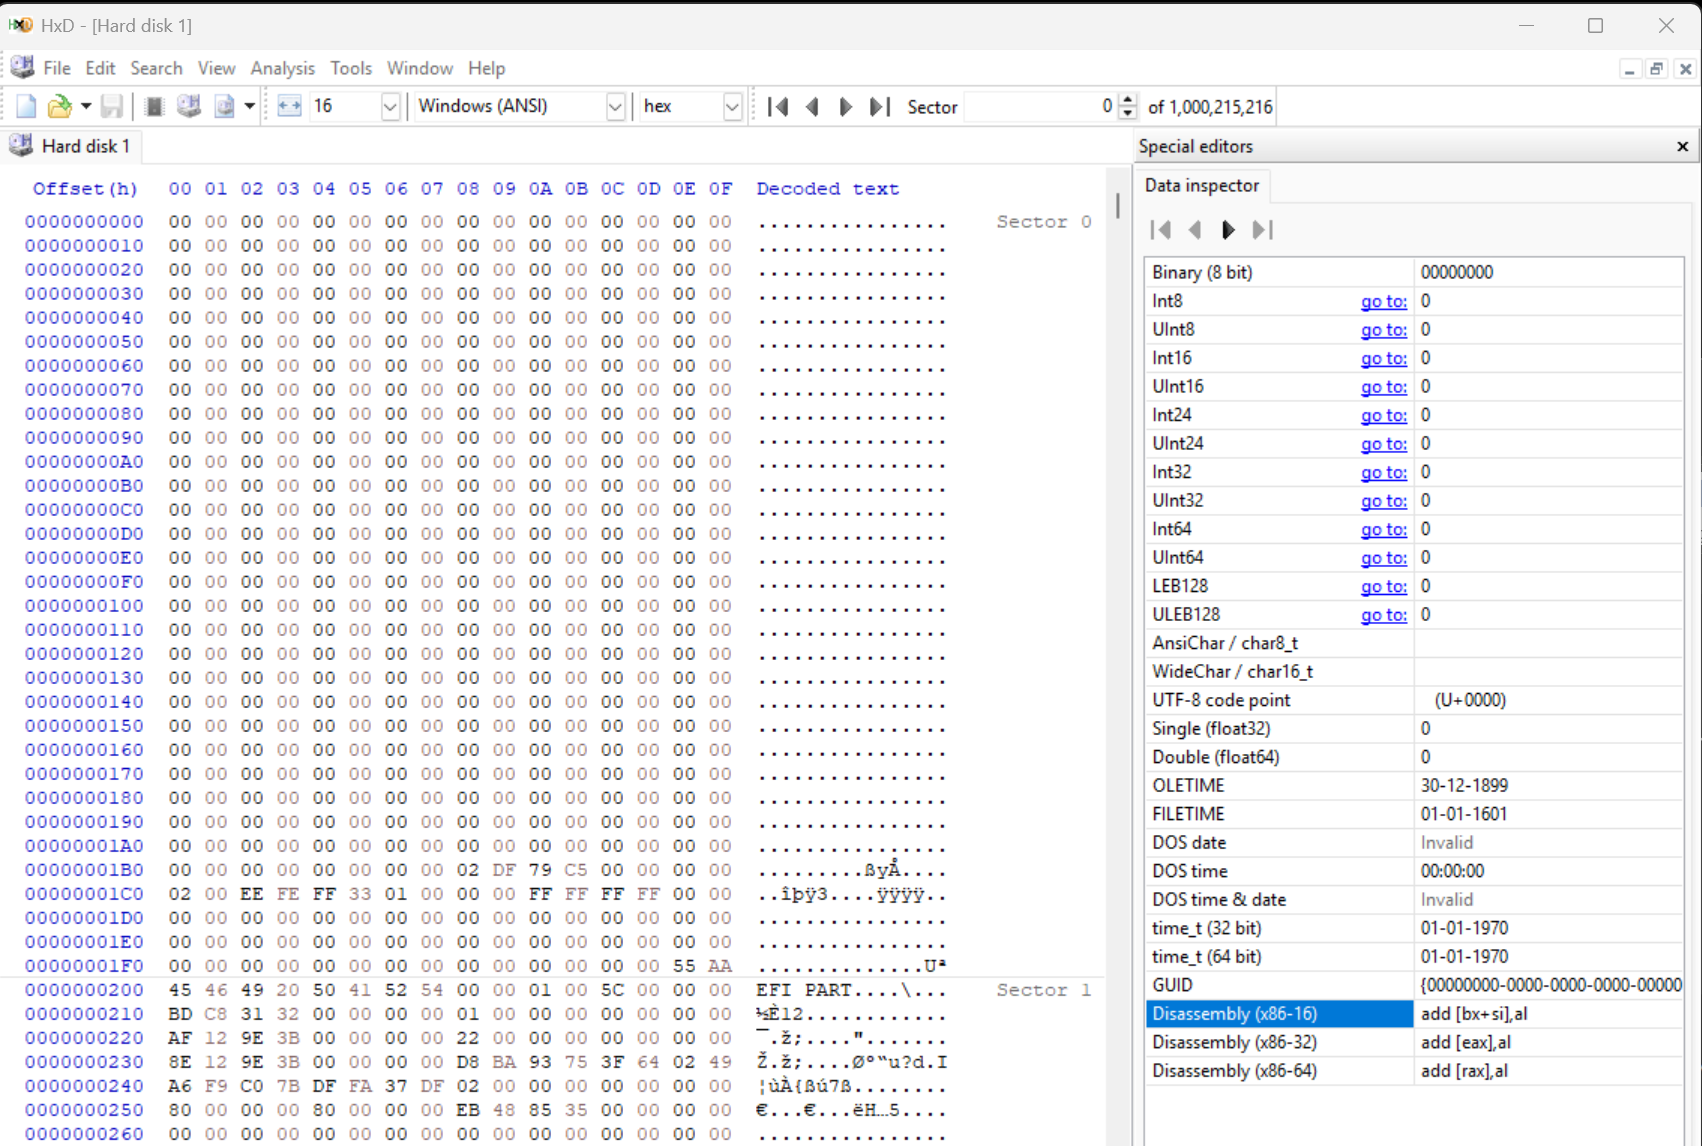 HxD - [Hard disk 1]
File Edit Search View Analysis Tools Window Help
16 Windows (ANSI) hex Sector 0 of 1,000,215,216
Hard disk 1
Offset(h) 00 01 02 03 04 05 06 07 08 09 0A 0B 0C 0D 0E 0F Decoded text
0000000000 00 00 00 00 00 00 00 00 00 00 00 00 00 00 00 00 ................ Sector 0
0000000010 00 00 00 00 00 00 00 00 00 00 00 00 00 00 00 00 ................
0000000020 00 00 00 00 00 00 00 00 00 00 00 00 00 00 00 00 ................
0000000030 00 00 00 00 00 00 00 00 00 00 00 00 00 00 00 00 ................
0000000040 00 00 00 00 00 00 00 00 00 00 00 00 00 00 00 00 ................
0000000050 00 00 00 00 00 00 00 00 00 00 00 00 00 00 00 00 ................
0000000060 00 00 00 00 00 00 00 00 00 00 00 00 00 00 00 00 ................
0000000070 00 00 00 00 00 00 00 00 00 00 00 00 00 00 00 00 ................
0000000080 00 00 00 00 00 00 00 00 00 00 00 00 00 00 00 00 ................
0000000090 00 00 00 00 00 00 00 00 00 00 00 00 00 00 00 00 ................
00000000A0 00 00 00 00 00 00 00 00 00 00 00 00 00 00 00 00 ................
00000000B0 00 00 00 00 00 00 00 00 00 00 00 00 00 00 00 00 ................
00000000C0 00 00 00 00 00 00 00 00 00 00 00 00 00 00 00 00 ................
00000000D0 00 00 00 00 00 00 00 00 00 00 00 00 00 00 00 00 ................
00000000E0 00 00 00 00 00 00 00 00 00 00 00 00 00 00 00 00 ................
00000000F0 00 00 00 00 00 00 00 00 00 00 00 00 00 00 00 00 ................
0000000100 00 00 00 00 00 00 00 00 00 00 00 00 00 00 00 00 ................
0000000110 00 00 00 00 00 00 00 00 00 00 00 00 00 00 00 00 ................
0000000120 00 00 00 00 00 00 00 00 00 00 00 00 00 00 00 00 ................
0000000130 00 00 00 00 00 00 00 00 00 00 00 00 00 00 00 00 ................
0000000140 00 00 00 00 00 00 00 00 00 00 00 00 00 00 00 00 ................
0000000150 00 00 00 00 00 00 00 00 00 00 00 00 00 00 00 00 ................
0000000160 00 00 00 00 00 00 00 00 00 00 00 00 00 00 00 00 ................
0000000170 00 00 00 00 00 00 00 00 00 00 00 00 00 00 00 00 ................
0000000180 00 00 00 00 00 00 00 00 00 00 00 00 00 00 00 00 ................
0000000190 00 00 00 00 00 00 00 00 00 00 00 00 00 00 00 00 ................
00000001A0 00 00 00 00 00 00 00 00 00 00 00 00 00 00 00 00 ................
00000001B0 00 00 00 00 00 00 00 00 02 DF 79 C5 00 00 00 00 .........ßyÅ....
00000001C0 02 00 EE FE FF 33 01 00 00 00 FF FF FF FF 00 00 ..îþÿ3....ÿÿÿÿ..
00000001D0 00 00 00 00 00 00 00 00 00 00 00 00 00 00 00 00 ................
00000001E0 00 00 00 00 00 00 00 00 00 00 00 00 00 00 00 00 ................
00000001F0 00 00 00 00 00 00 00 00 00 00 00 00 00 00 55 AA ..............Uª
0000000200 45 46 49 20 50 41 52 54 00 00 01 00 5C 00 00 00 EFI PART....\... Sector 1
0000000210 BD C8 31 32 00 00 00 00 01 00 00 00 00 00 00 00 ½È12............
0000000220 AF 12 9E 3B 00 00 00 00 22 00 00 00 00 00 00 00 ¯.ž;....".......
0000000230 8E 12 9E 3B 00 00 00 00 D8 BA 93 75 3F 64 02 49 Ž.ž;....Øº“u?d.I
0000000240 A6 F9 C0 7B DF FA 37 DF 02 00 00 00 00 00 00 00 ¦ùÀ{ßú7ß........
0000000250 80 00 00 00 80 00 00 00 EB 48 85 35 00 00 00 00 €...€...ëH…5....
0000000260 00 00 00 00 00 00 00 00 00 00 00 00 00 00 00 00 ................
Special editors
Data inspector
Binary (8 bit) 00000000
Int8 go to: 0
UInt8 go to: 0
Int16 go to: 0
UInt16 go to: 0
Int24 go to: 0
UInt24 go to: 0
Int32 go to: 0
UInt32 go to: 0
Int64 go to: 0
UInt64 go to: 0
LEB128 go to: 0
ULEB128 go to: 0
AnsiChar / char8_t
WideChar / char16_t
UTF-8 code point (U+0000)
Single (float32) 0
Double (float64) 0
OLETIME 30-12-1899
FILETIME 01-01-1601
DOS date Invalid
DOS time 00:00:00
DOS time & date Invalid
time_t (32 bit) 01-01-1970
time_t (64 bit) 01-01-1970
GUID {00000000-0000-0000-0000-00000
Disassembly (x86-16) add [bx+si],al
Disassembly (x86-32) add [eax],al
Disassembly (x86-64) add [rax],al